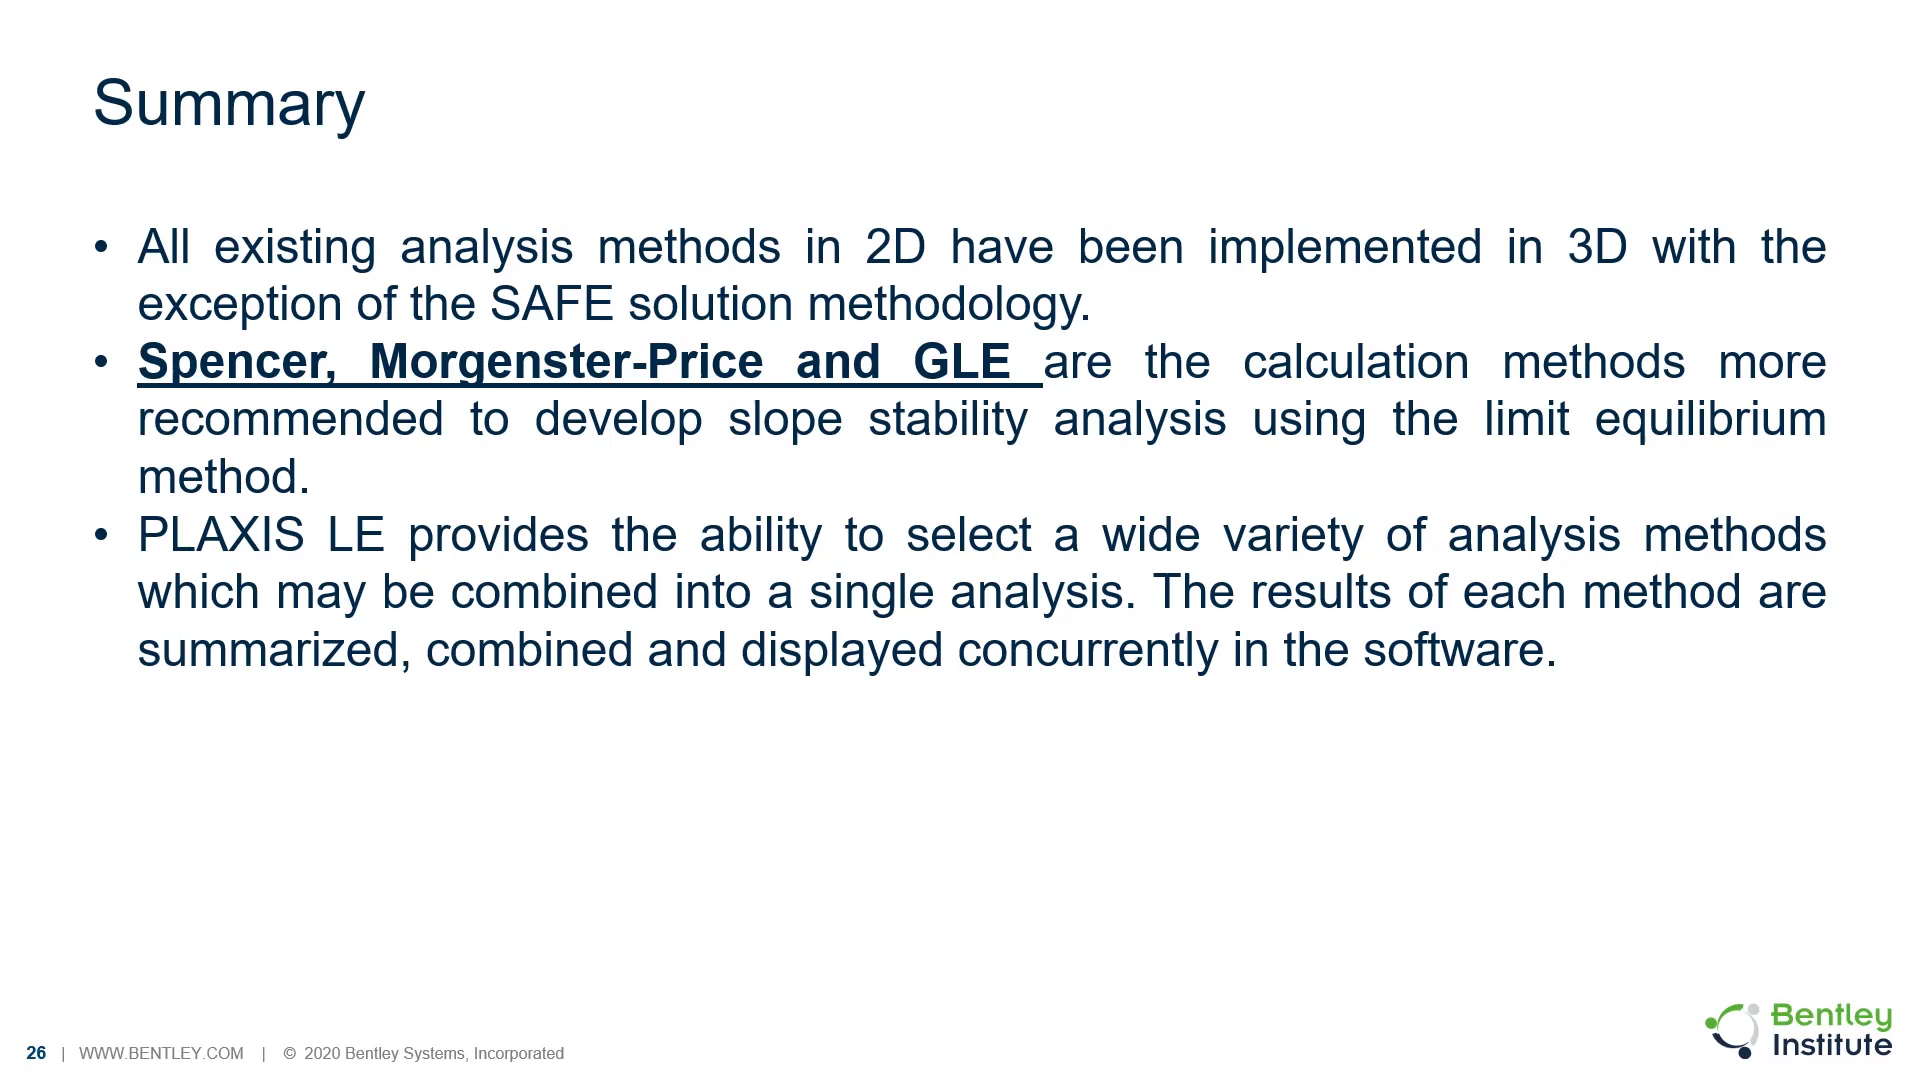 Summary
• All existing analysis methods in 2D have been implemented in 3D with the
exception of the SAFE solution methodology.
• Spencer, Morgenster-Price and GLE are the calculation methods more
recommended to develop slope stability analysis using the limit equilibrium
method.
• PLAXIS LE provides the ability to select a wide variety of analysis methods
which may be combined into a single analysis. The results of each method are
summarized, combined and displayed concurrently in the software.
26 | WWW.BENTLEY.COM | © 2020 Bentley Systems, Incorporated
Bentley
Institute